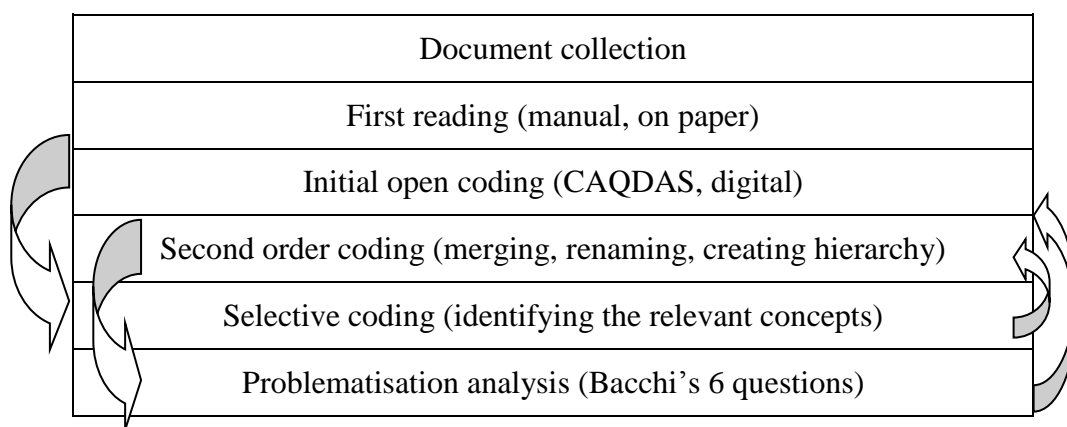 Document collection
First reading (manual, on paper)
Initial open coding (CAQDAS, digital)
Second order coding (merging, renaming, creating hierarchy)
Selective coding (identifying the relevant concepts)
Problematisation analysis (Bacchi’s 6 questions)